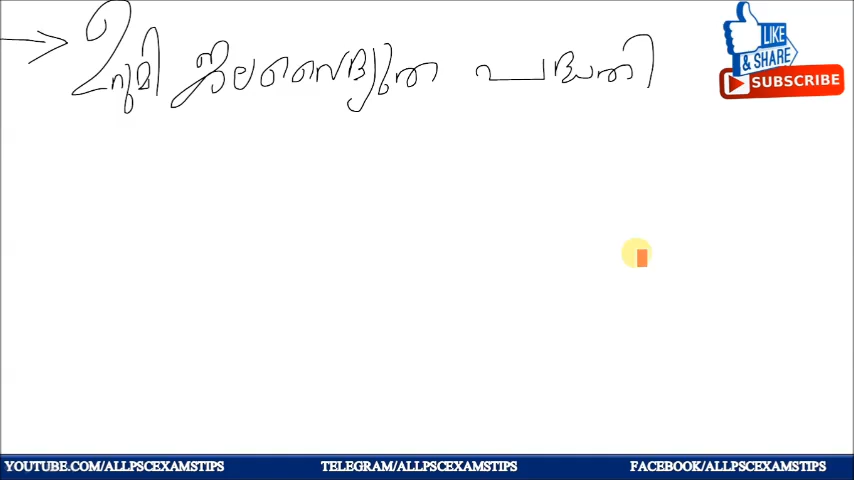 → ഉറുമി ജലവൈദ്യുത പദ്ധതി
LIKE
& SHARE
SUBSCRIBE
YOUTUBE.COM/ALLPSCEXAMSTIPS TELEGRAM/ALLPSCEXAMSTIPS FACEBOOK/ALLPSCEXAMSTIPS